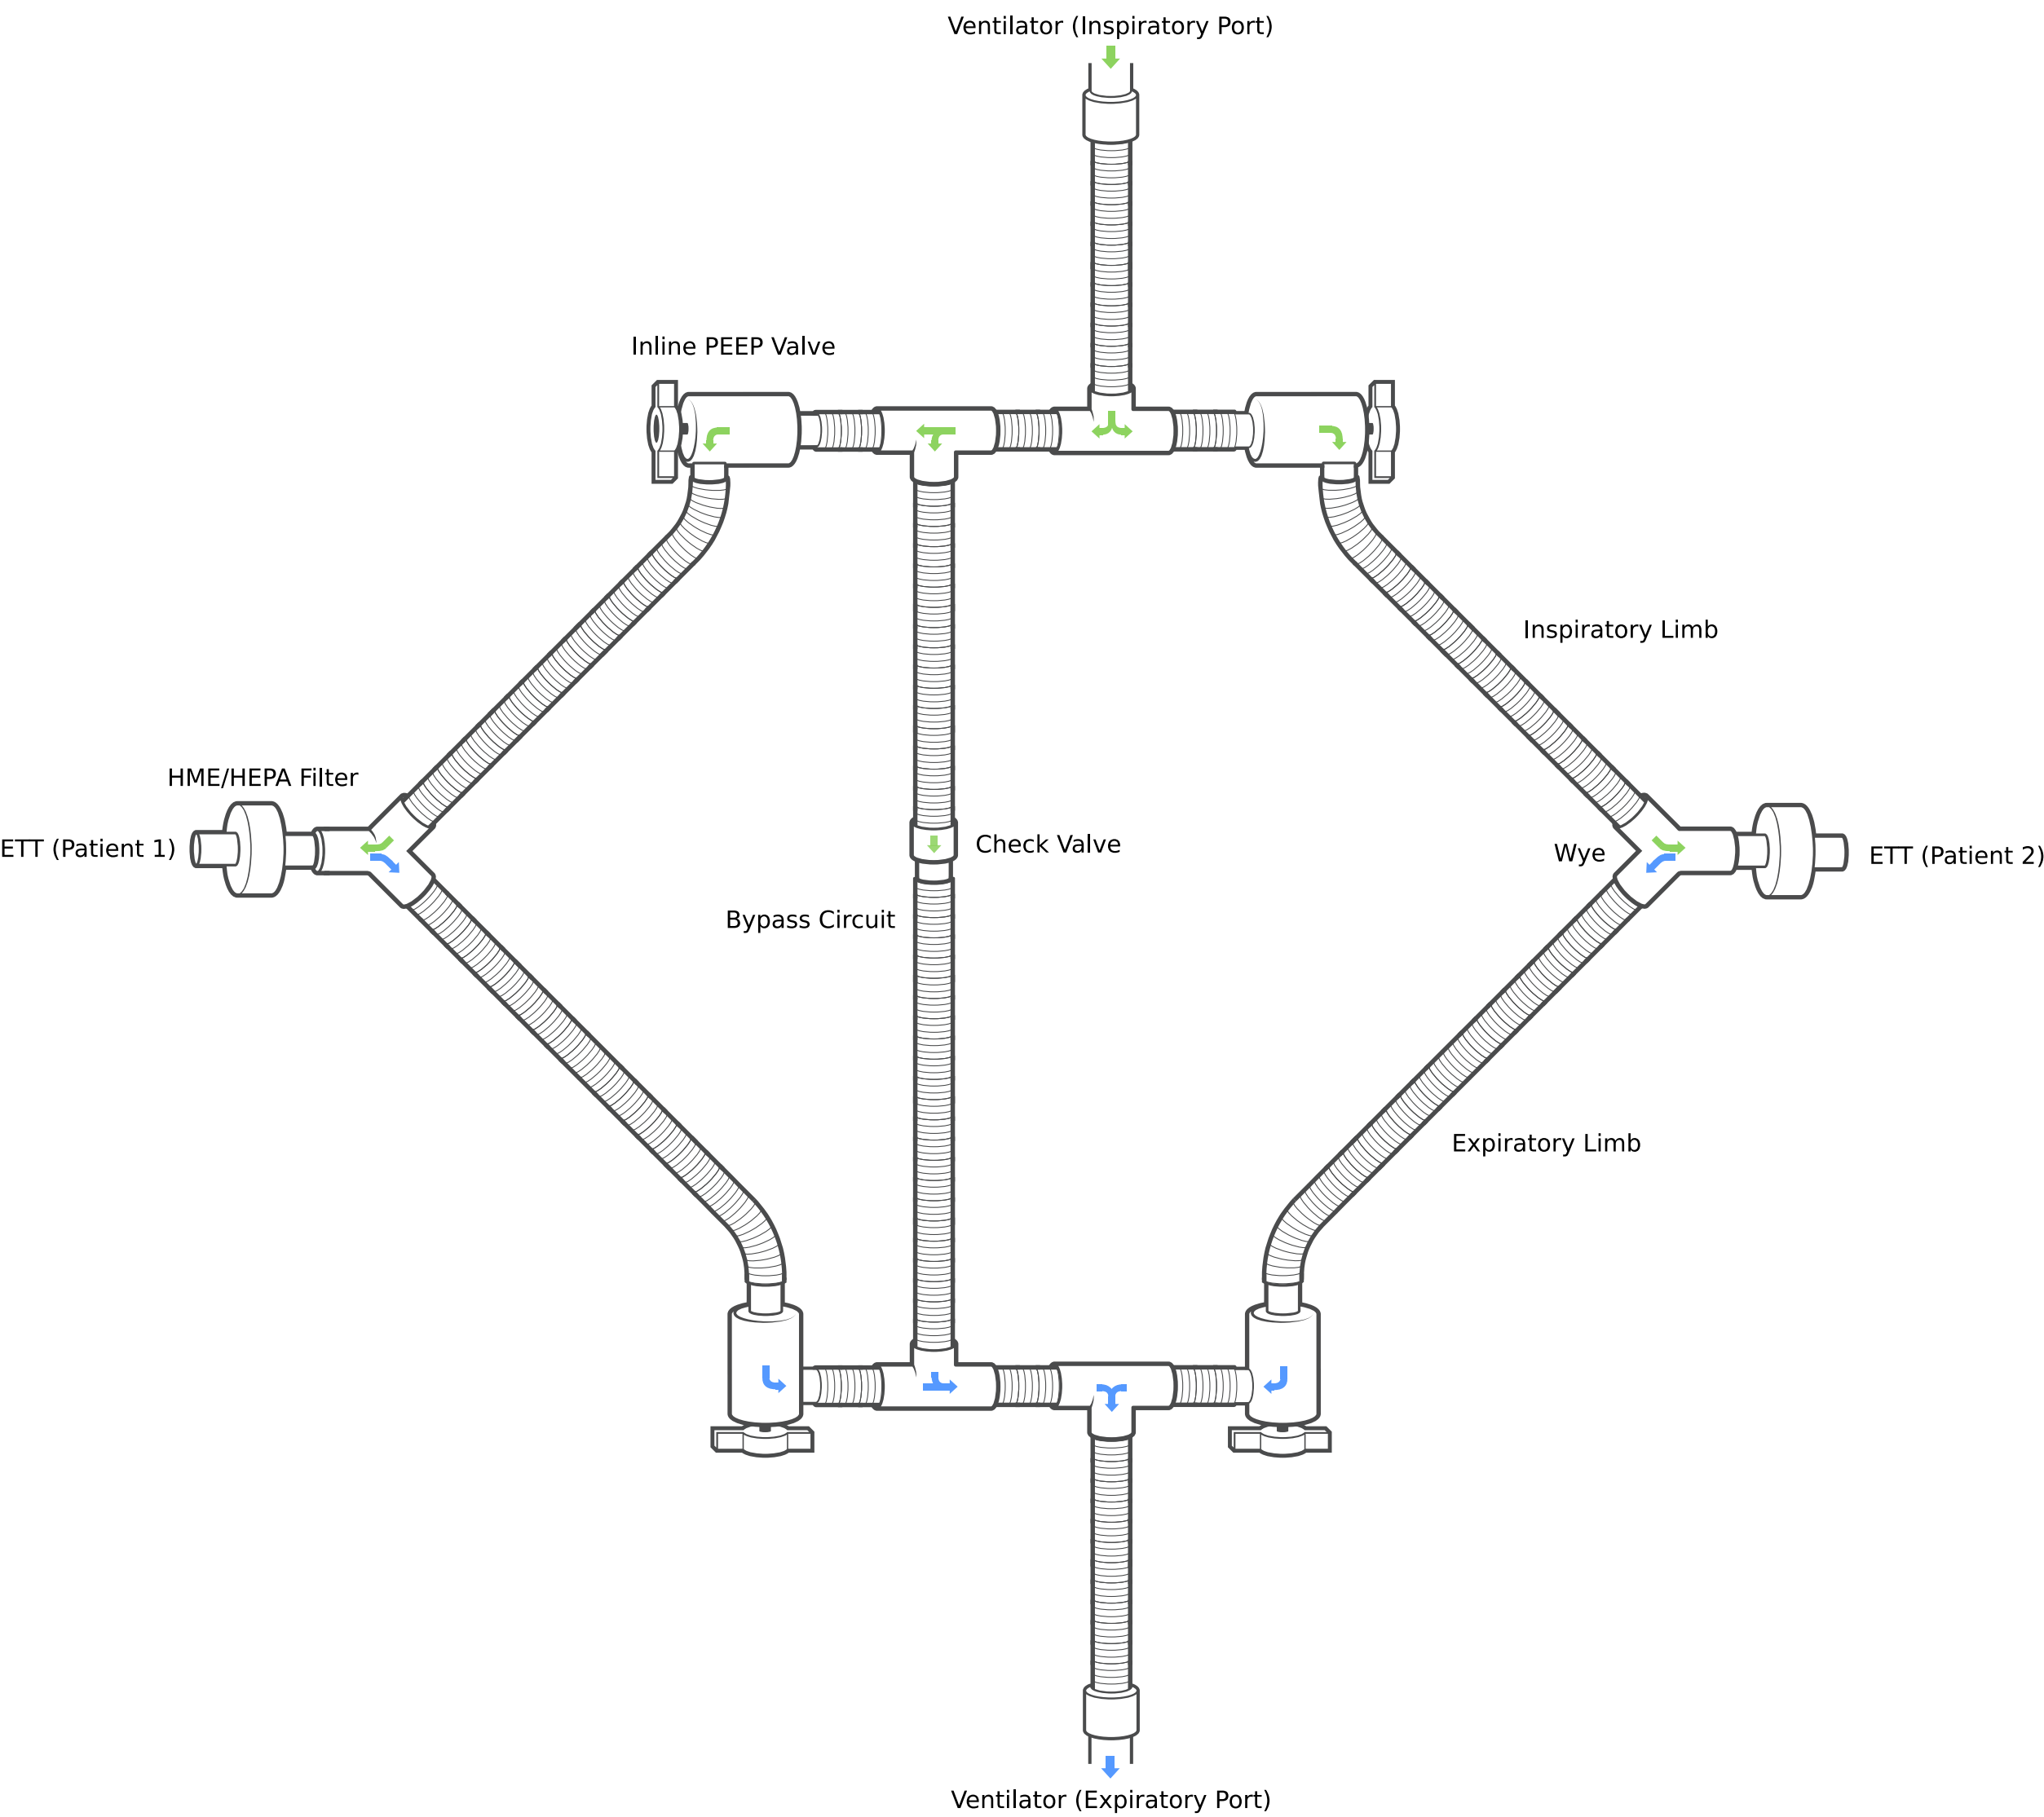 Ventilator (Inspiratory Port)
Inline PEEP Valve
Inspiratory Limb
HME/HEPA Filter
ETT (Patient 1)
Check Valve
Wye
ETT (Patient 2)
Bypass Circuit
Expiratory Limb
Ventilator (Expiratory Port)